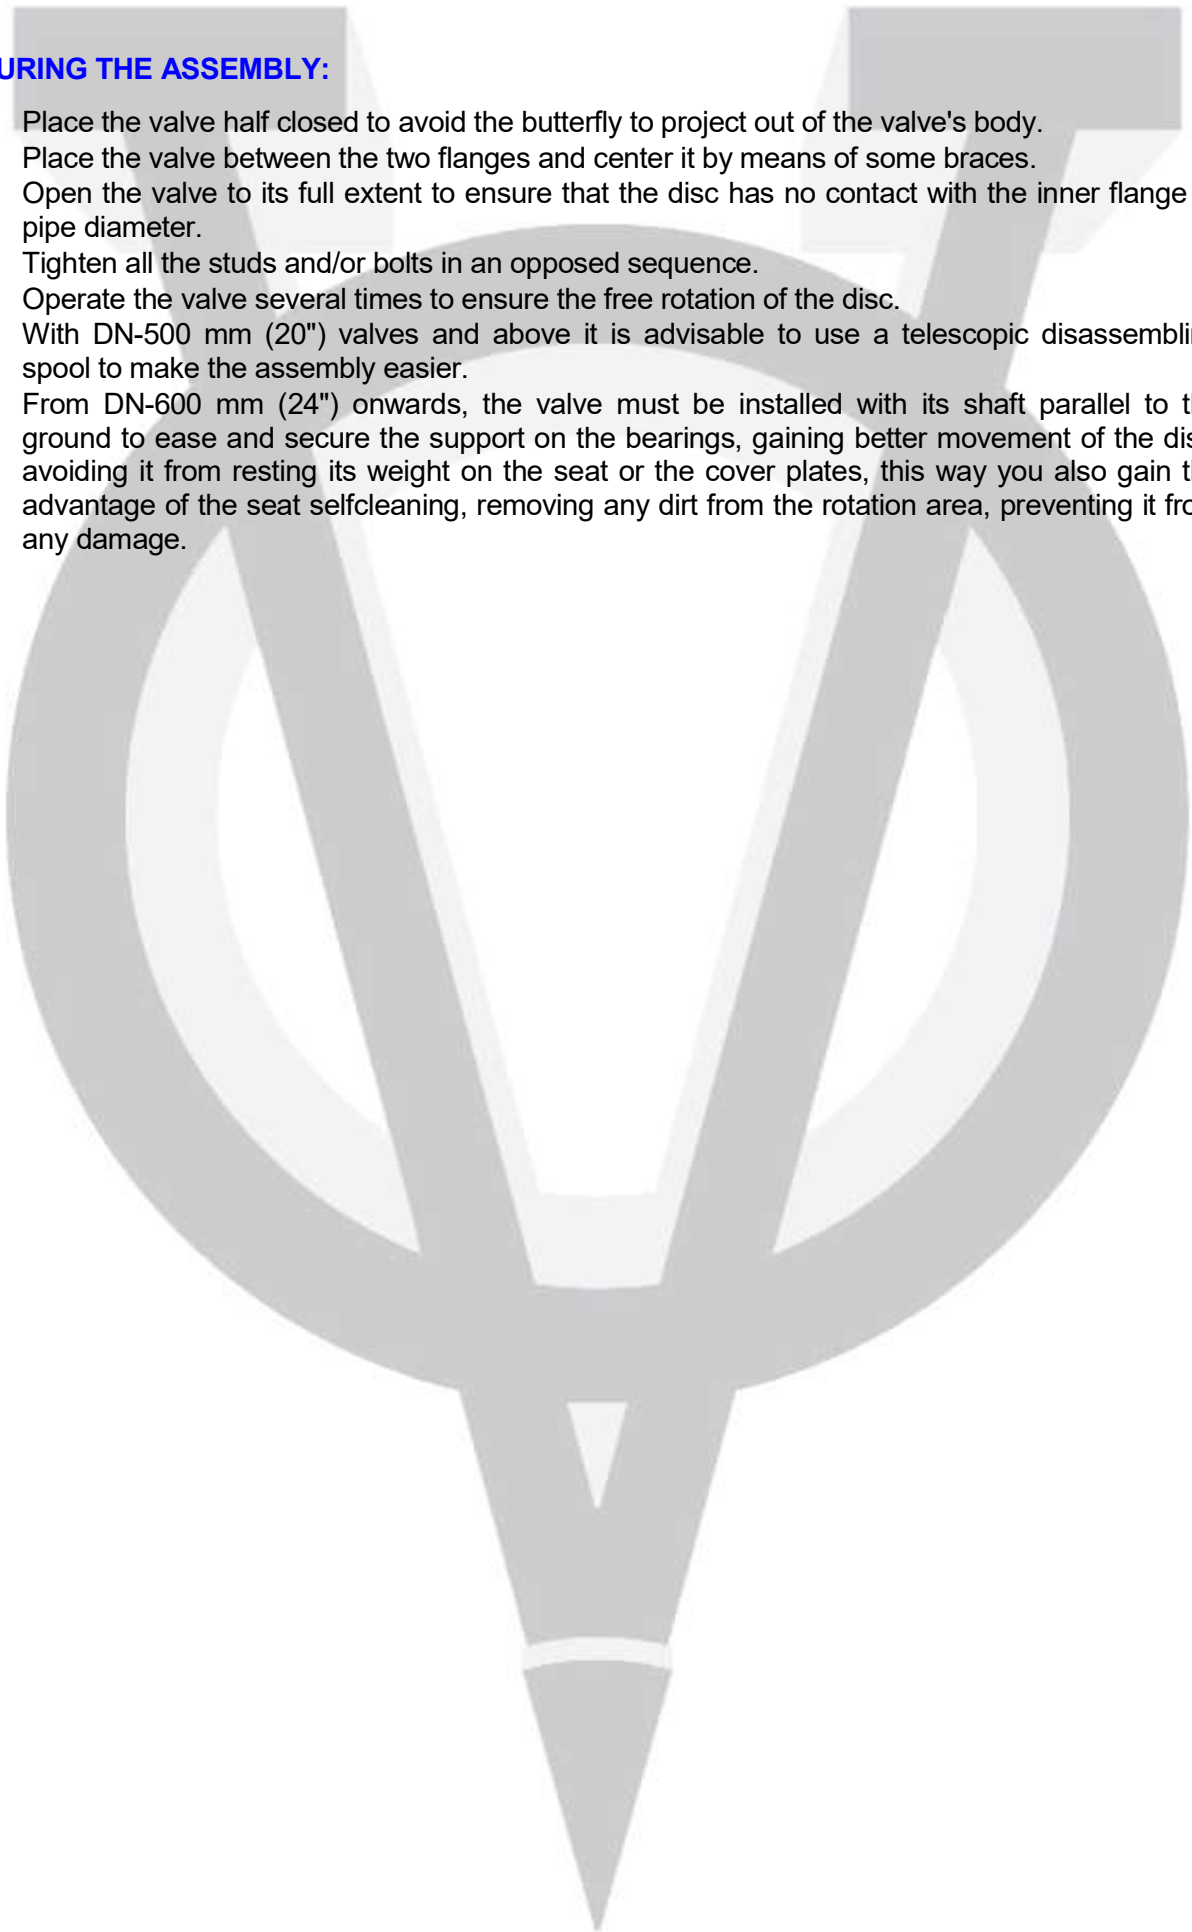 URING THE ASSEMBLY:
Place the valve half closed to avoid the butterfly to project out of the valve's body.
Place the valve between the two flanges and center it by means of some braces.
Open the valve to its full extent to ensure that the disc has no contact with the inner flange
pipe diameter.
Tighten all the studs and/or bolts in an opposed sequence.
Operate the valve several times to ensure the free rotation of the disc.
With DN-500 mm (20") valves and above it is advisable to use a telescopic disassemblin
spool to make the assembly easier.
From DN-600 mm (24") onwards, the valve must be installed with its shaft parallel to th
ground to ease and secure the support on the bearings, gaining better movement of the dis
avoiding it from resting its weight on the seat or the cover plates, this way you also gain th
advantage of the seat selfcleaning, removing any dirt from the rotation area, preventing it fro
any damage.